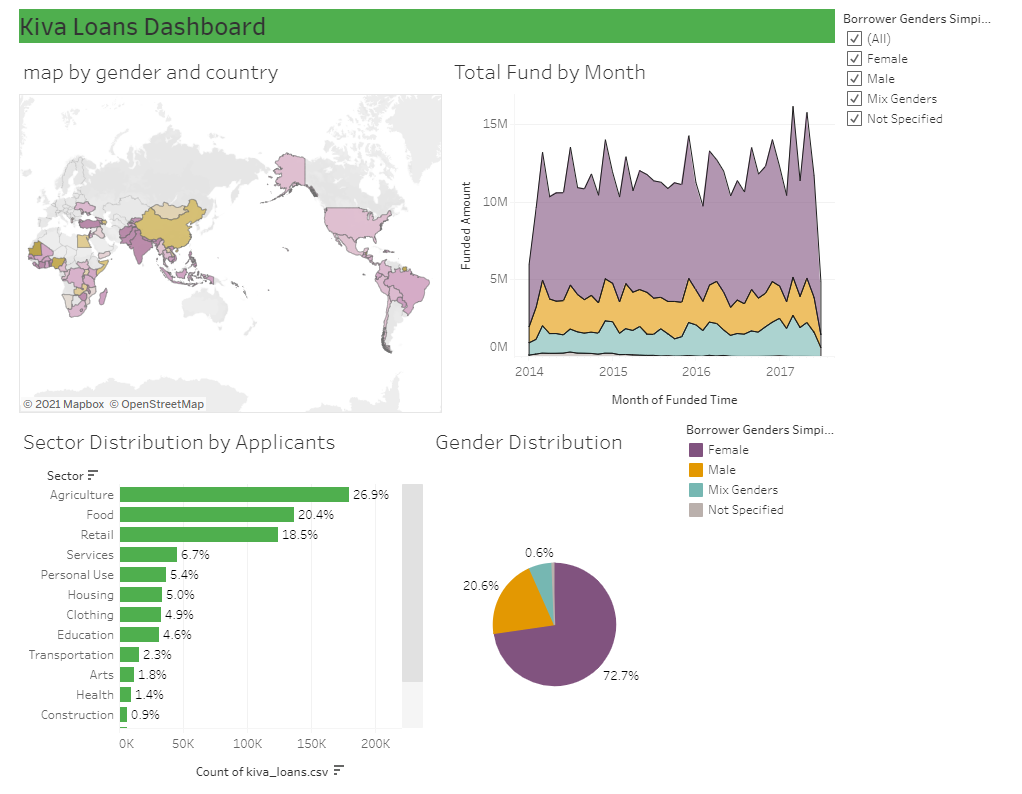 Kiva Loans Dashboard
Borrower Genders Simpi...
(All)
Female
Male
Mix Genders
Not Specified
map by gender and country
© 2021 Mapbox © OpenStreetMap
Total Fund by Month
Funded Amount
15M
10M
5M
0M
2014 2015 2016 2017
Month of Funded Time
Sector Distribution by Applicants
Sector
Agriculture 26.9%
Food 20.4%
Retail 18.5%
Services 6.7%
Personal Use 5.4%
Housing 5.0%
Clothing 4.9%
Education 4.6%
Transportation 2.3%
Arts 1.8%
Health 1.4%
Construction 0.9%
0K 50K 100K 150K 200K
Count of kiva_loans.csv
Gender Distribution
Borrower Genders Simpi...
Female
Male
Mix Genders
Not Specified
0.6%
20.6%
72.7%